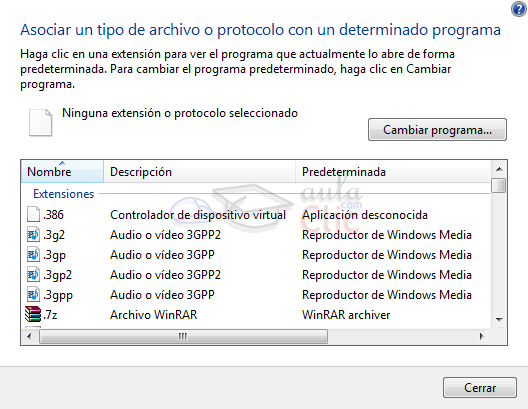 Asociar un tipo de archivo o protocolo con un determinado programa
Haga clic en una extensión para ver el programa que actualmente lo abre de forma
predeterminada. Para cambiar el programa predeterminado, haga clic en Cambiar
programa.
Ninguna extensión o protocolo seleccionado
Cambiar programa...
Nombre Descripción Predeterminada
Extensiones
.386 Controlador de dispositivo virtual Aplicación desconocida
.3g2 Audio o vídeo 3GPP2 Reproductor de Windows Media
.3gp Audio o vídeo 3GPP Reproductor de Windows Media
.3gp2 Audio o vídeo 3GPP2 Reproductor de Windows Media
.3gpp Audio o vídeo 3GPP Reproductor de Windows Media
.7z Archivo WinRAR WinRAR archiver
aula
.com
Clic
Cerrar